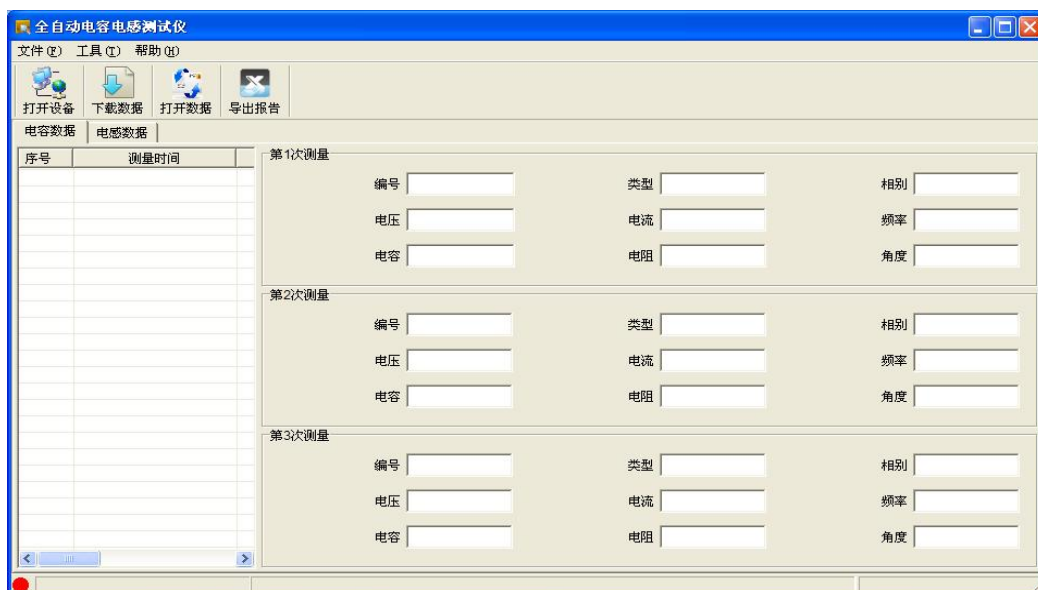 全自动电容电感测试仪
文件(F) 工具(T) 帮助(H)
打开设备 下载数据 打开数据 导出报告
电容数据 电感数据
序号 测量时间
第1次测量
编号 类型 相别
电压 电流 频率
电容 电阻 角度
第2次测量
编号 类型 相别
电压 电流 频率
电容 电阻 角度
第3次测量
编号 类型 相别
电压 电流 频率
电容 电阻 角度